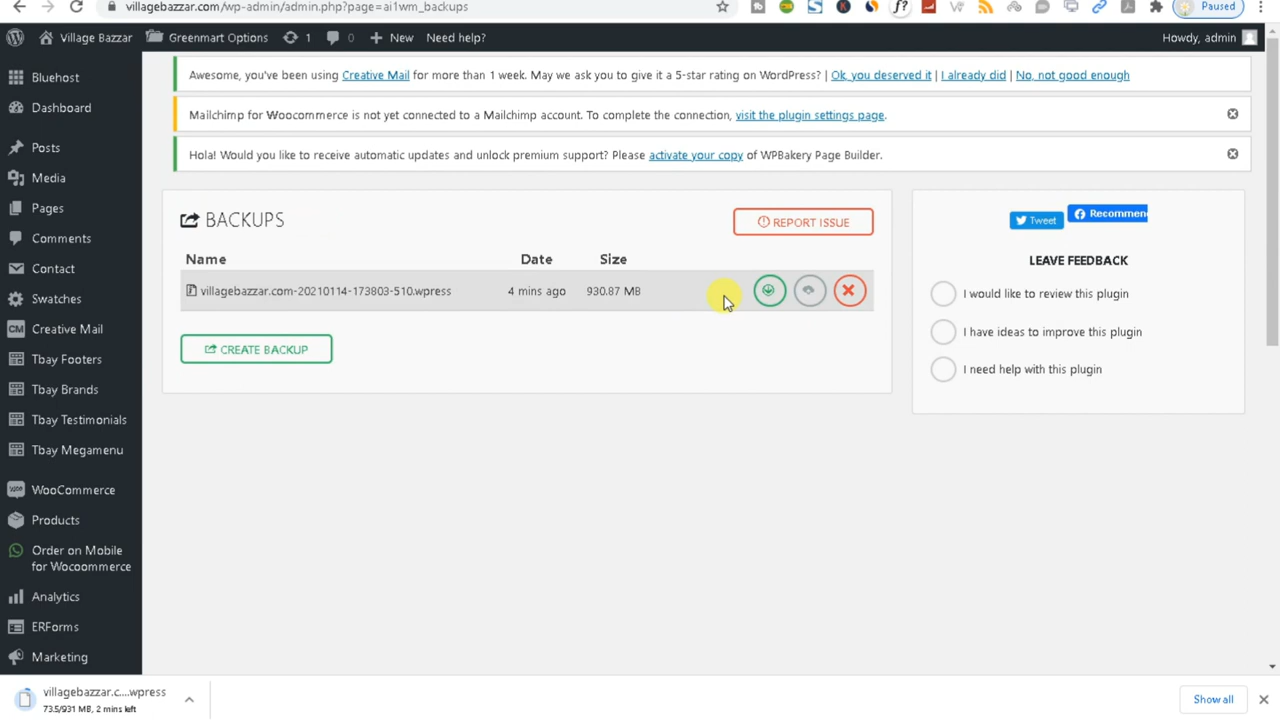 villagebazzar.com/wp-admin/admin.php?page=ai1wm_backups
Paused
Village Bazzar
Greenmart Options
1
0
New
Need help?
Howdy, admin
Bluehost
Dashboard
Posts
Media
Pages
Comments
Contact
Swatches
CM Creative Mail
Tbay Footers
Tbay Brands
Tbay Testimonials
Tbay Megamenu
WooCommerce
Products
Order on Mobile
for Wocoommerce
Analytics
ERForms
Marketing
Awesome, you've been using Creative Mail for more than 1 week. May we ask you to give it a 5-star rating on WordPress? | Ok, you deserved it | I already did | No, not good enough
Mailchimp for Woocommerce is not yet connected to a Mailchimp account. To complete the connection, visit the plugin settings page.
Hola! Would you like to receive automatic updates and unlock premium support? Please activate your copy of WPBakery Page Builder.
BACKUPS
REPORT ISSUE
Name Date Size
villagebazzar.com-20210114-173803-510.wpress 4 mins ago 930.87 MB
CREATE BACKUP
Tweet
Recommen
LEAVE FEEDBACK
I would like to review this plugin
I have ideas to improve this plugin
I need help with this plugin
villagebazzar.c....wpress
73.5/931 MB, 2 mins left
Show all